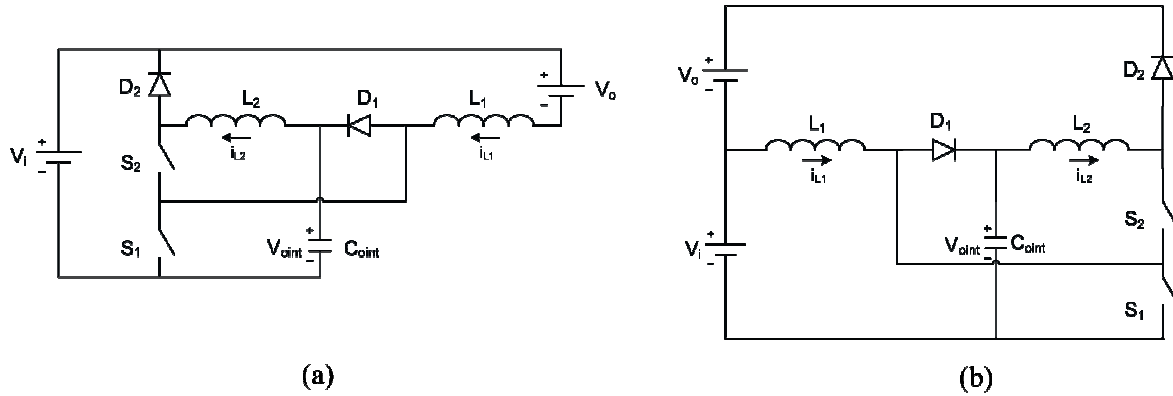 D₂
L₂
D₁
L₁
+
Vₒ
−
iL2
iL1
+
Vᵢ
−
S₂
S₁
+
Voint
−
Coint
(a)
+
Vₒ
−
D₂
L₁
D₁
L₂
iL1
iL2
+
Vᵢ
−
+
Voint
−
Coint
S₂
S₁
(b)